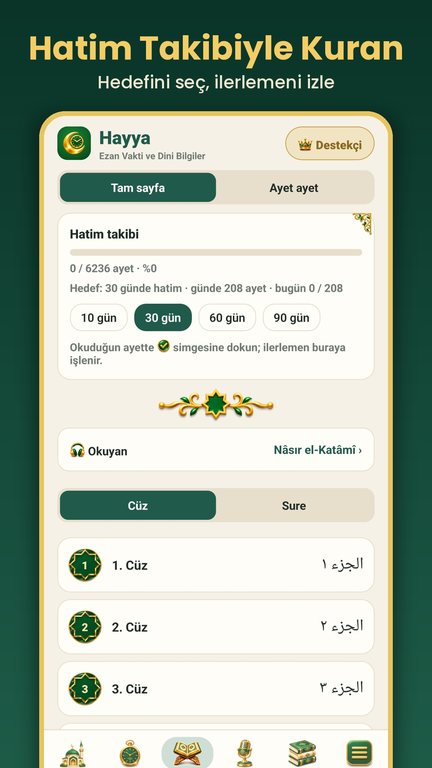 Hatim Takibiyle Kuran
Hedefini seç, ilerlemeni izle
Hayya
Ezan Vakti ve Dini Bilgiler
Destekçi
Tam sayfa
Ayet ayet
Hatim takibi
0 / 6236 ayet · %0
Hedef: 30 günde hatim · günde 208 ayet · bugün 0 / 208
10 gün
30 gün
60 gün
90 gün
Okuduğun ayette simgesine dokun; ilerlemen buraya
işlenir.
Okuyan
Nâsır el-Katâmî ›
Cüz
Sure
1
1. Cüz
الجزء ١
2
2. Cüz
الجزء ٢
3
3. Cüz
الجزء ٣